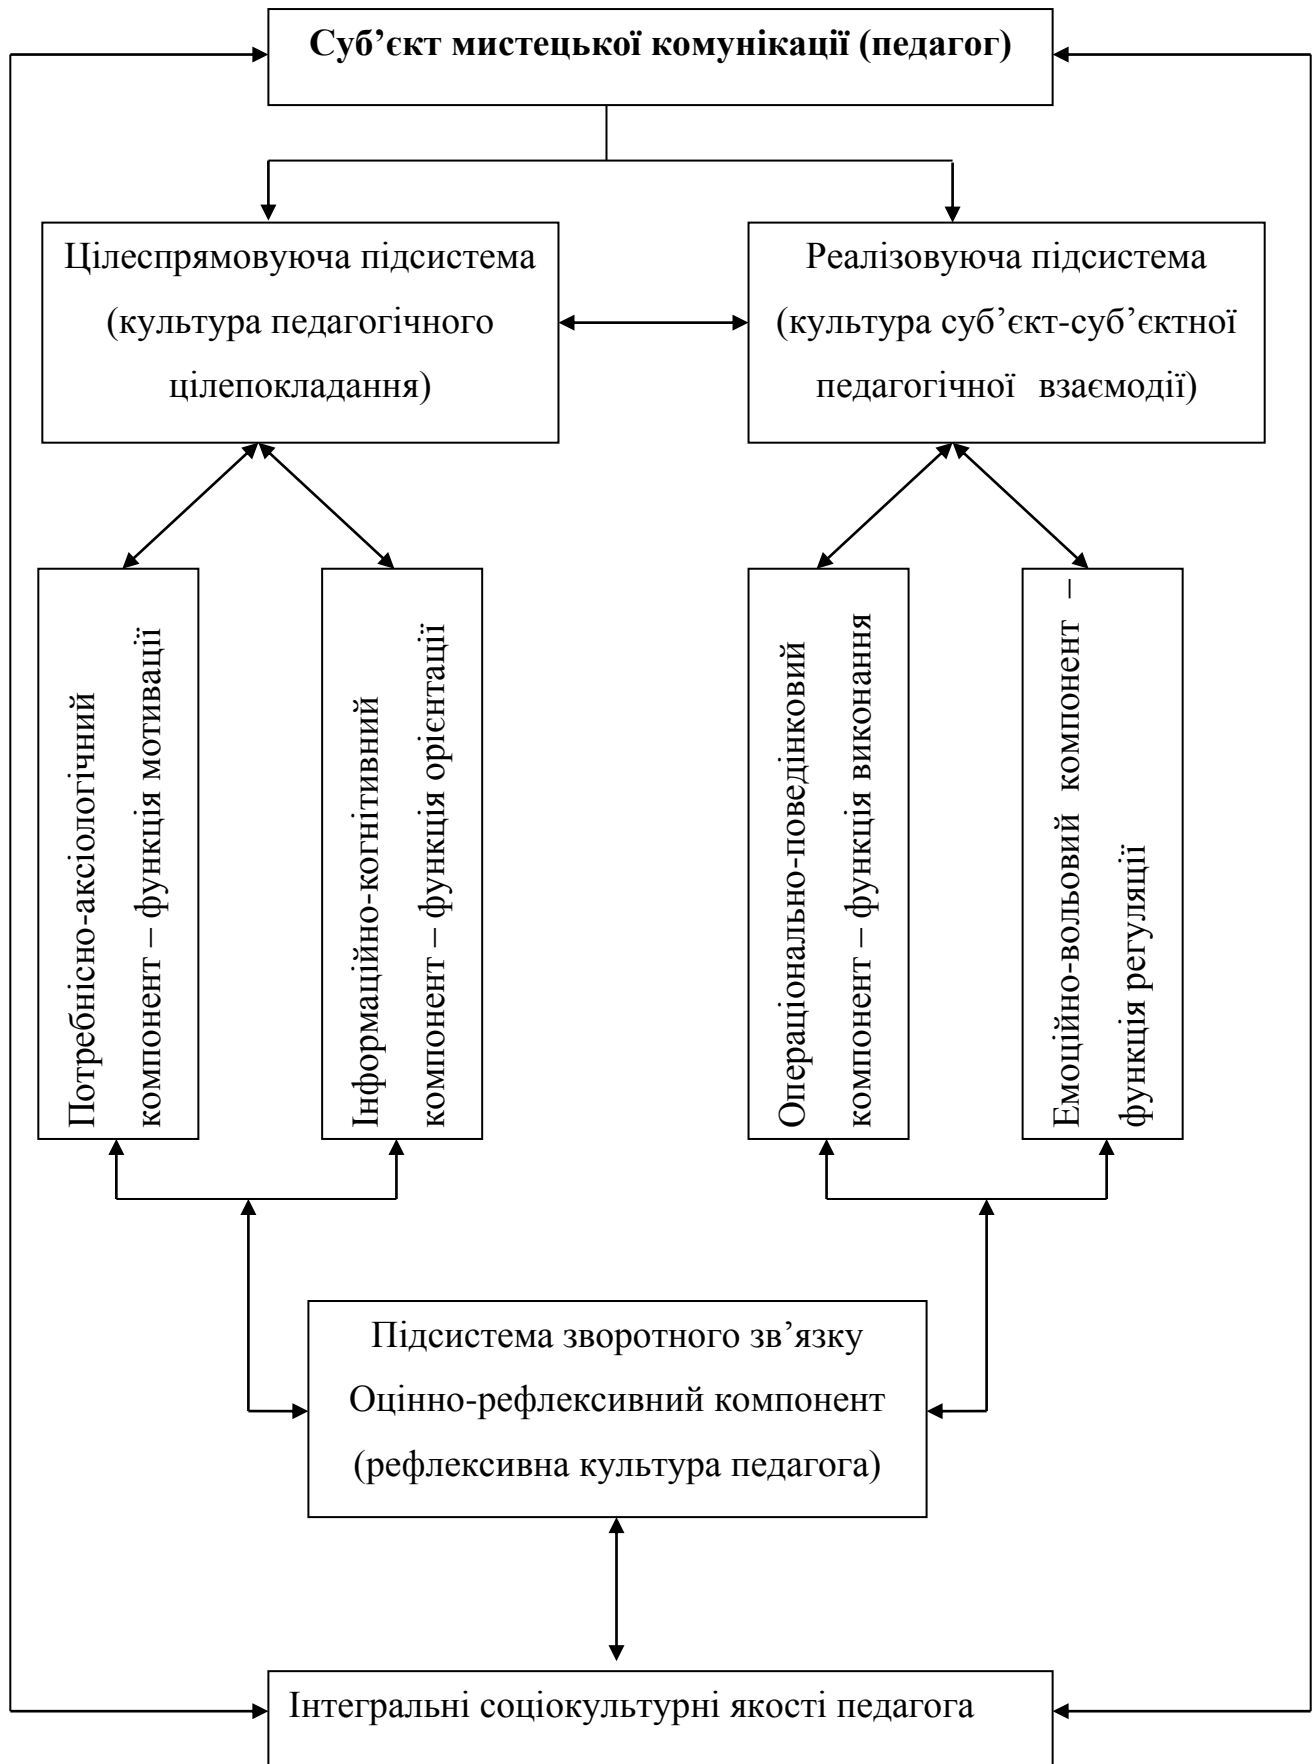 Суб’єкт мистецької комунікації (педагог)
Цілеспрямовуюча підсистема
(культура педагогічного
цілепокладання)
Реалізовуюча підсистема
(культура суб’єкт-суб’єктної
педагогічної взаємодії)
Потребнісно-аксіологічний
компонент – функція мотивації
Інформаційно-когнітивний
компонент – функція орієнтації
Операціонально-поведінковий
компонент – функція виконання
Емоційно-вольовий компонент –
функція регуляції
Підсистема зворотного зв’язку
Оцінно-рефлексивний компонент
(рефлексивна культура педагога)
Інтегральні соціокультурні якості педагога